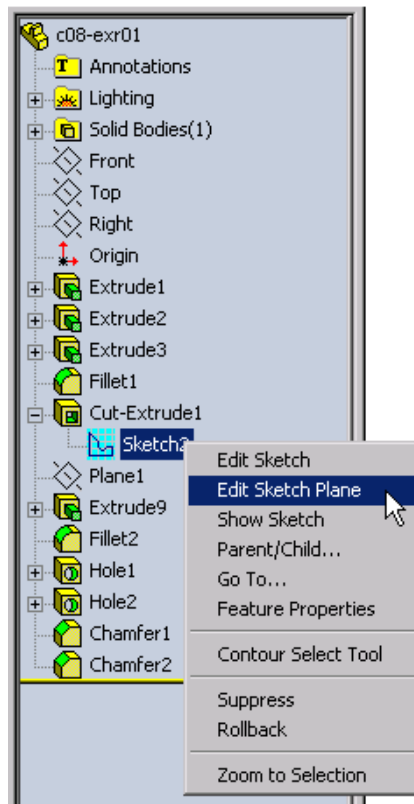 c08-exr01
Annotations
Lighting
Solid Bodies(1)
Front
Top
Right
Origin
Extrude1
Extrude2
Extrude3
Fillet1
Cut-Extrude1
Sketch2
Plane1
Extrude9
Fillet2
Hole1
Hole2
Chamfer1
Chamfer2
Edit Sketch
Edit Sketch Plane
Show Sketch
Parent/Child...
Go To...
Feature Properties
Contour Select Tool
Suppress
Rollback
Zoom to Selection